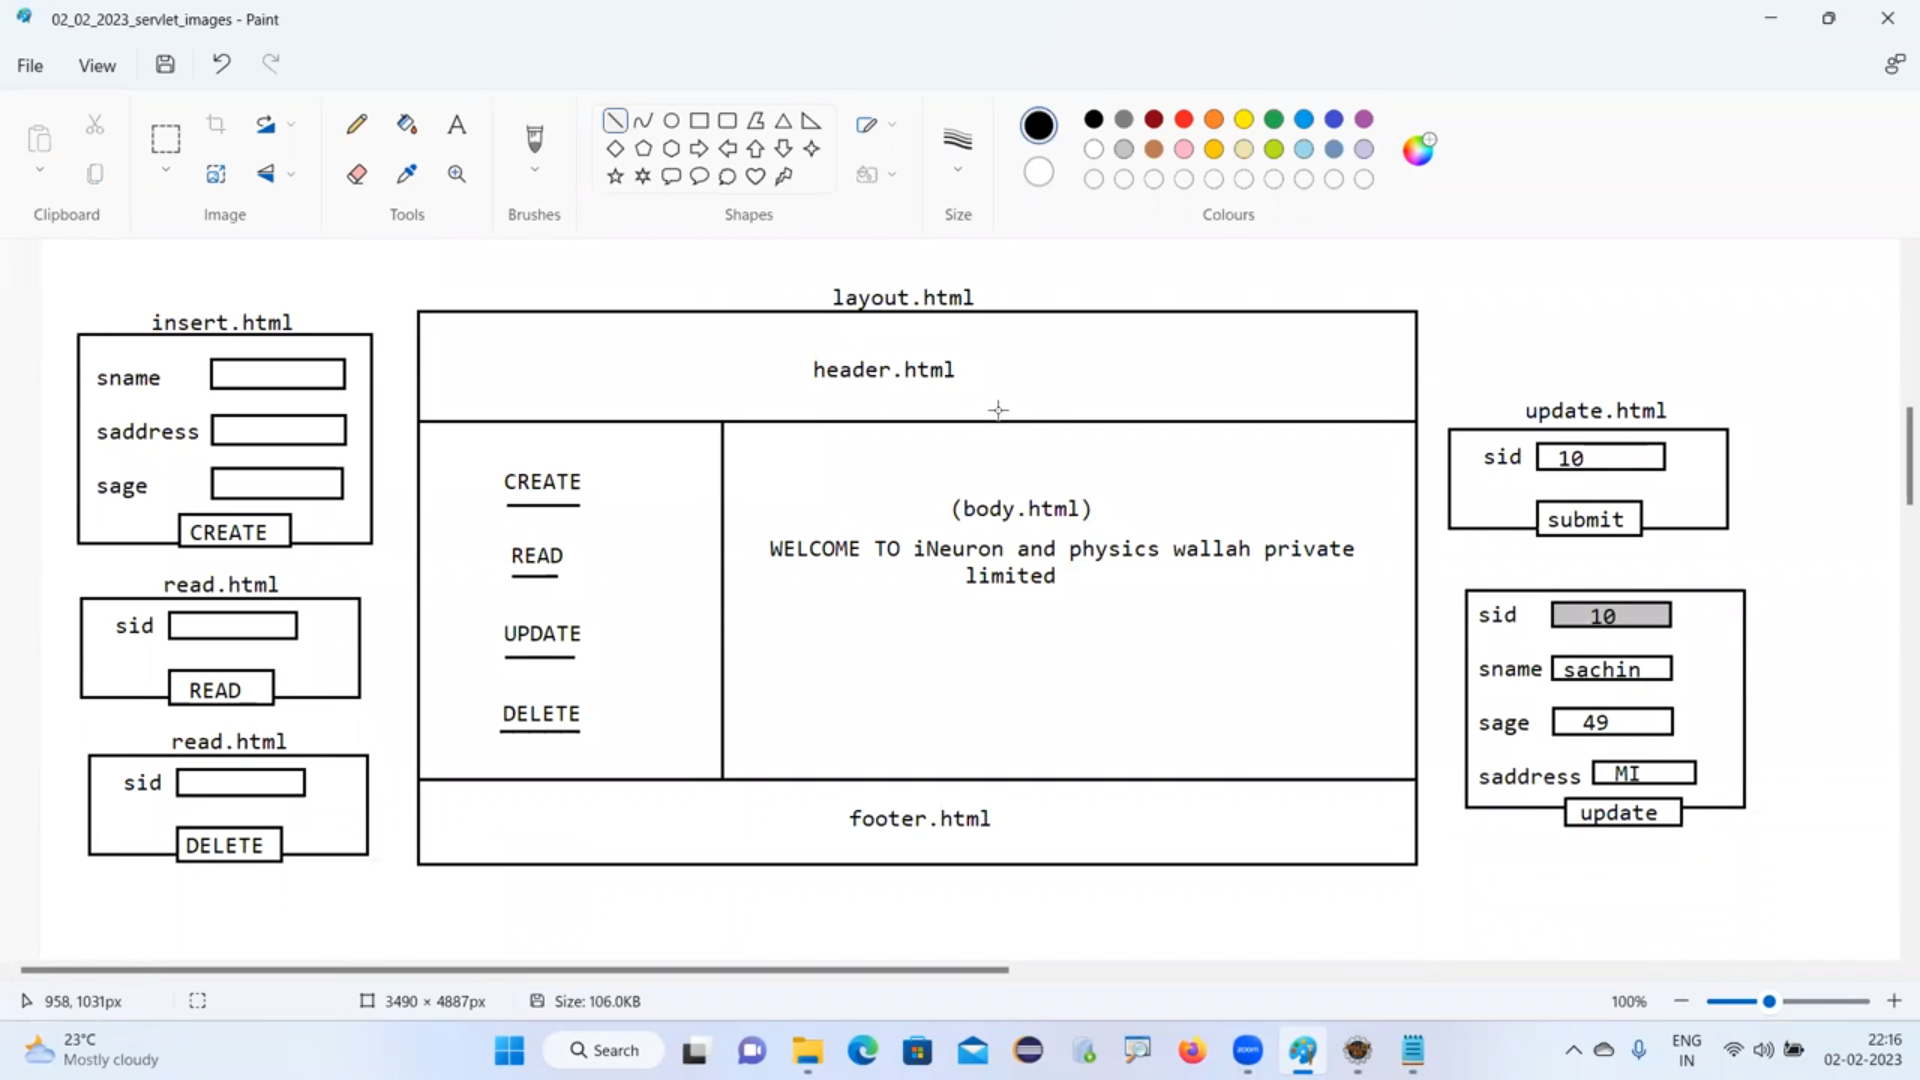 02_02_2023_servlet_images - Paint
File View
Clipboard Image Tools Brushes Shapes Size Colours
layout.html
insert.html
sname
saddress
sage
CREATE
read.html
sid
READ
read.html
sid
DELETE
header.html
CREATE
READ
UPDATE
DELETE
(body.html)
WELCOME TO iNeuron and physics wallah private
limited
footer.html
update.html
sid 10
submit
sid 10
sname sachin
sage 49
saddress MI
update
958, 1031px 3490 × 4887px Size: 106.0KB 100%
23°C
Mostly cloudy
Search
zoom
ENG
IN
22:16
02-02-2023